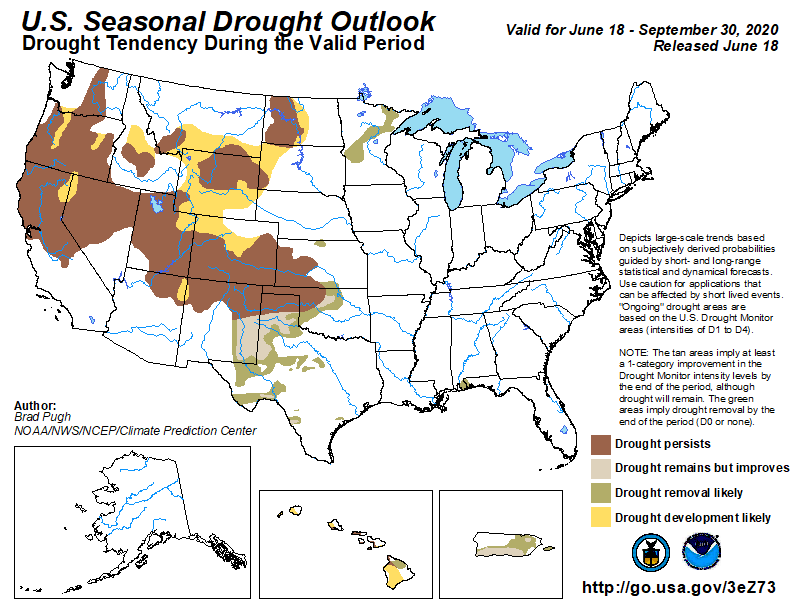 U.S. Seasonal Drought Outlook
Drought Tendency During the Valid Period
Valid for June 18 - September 30, 2020
Released June 18
Depicts large-scale trends based
on subjectively derived probabilities
guided by short- and long-range
statistical and dynamical forecasts.
Use caution for applications that
can be affected by short lived events.
"Ongoing" drought areas are
based on the U.S. Drought Monitor
areas (intensities of D1 to D4).
NOTE: The tan areas imply at least
a 1-category improvement in the
Drought Monitor intensity levels by
the end of the period, although
drought will remain. The green
areas imply drought removal by the
end of the period (D0 or none).
Author:
Brad Pugh
NOAA/NWS/NCEP/Climate Prediction Center
Drought persists
Drought remains but improves
Drought removal likely
Drought development likely
http://go.usa.gov/3eZ73